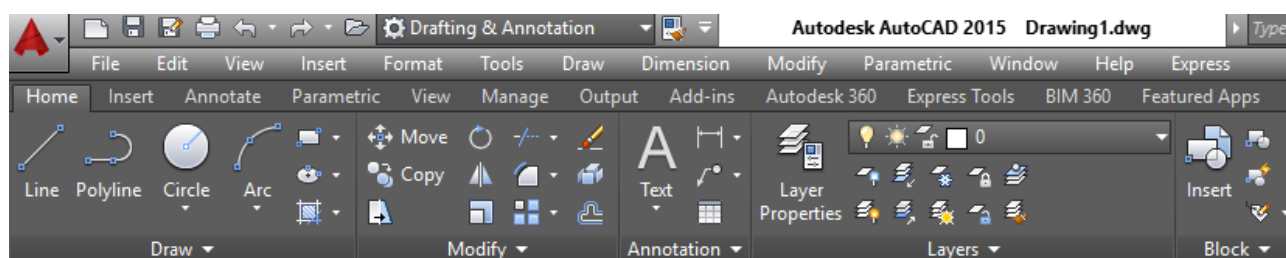 Drafting & Annotation Autodesk AutoCAD 2015 Drawing1.dwg Type
File Edit View Insert Format Tools Draw Dimension Modify Parametric Window Help Express
Home Insert Annotate Parametric View Manage Output Add-ins Autodesk 360 Express Tools BIM 360 Featured Apps
Move A 0
Copy
Line Polyline Circle Arc Text Layer Insert
Properties
Draw Modify Annotation Layers Block